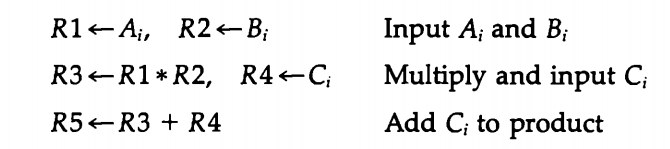 R1 ← Aᵢ, R2 ← Bᵢ Input Aᵢ and Bᵢ
R3 ← R1 * R2, R4 ← Cᵢ Multiply and input Cᵢ
R5 ← R3 + R4 Add Cᵢ to product